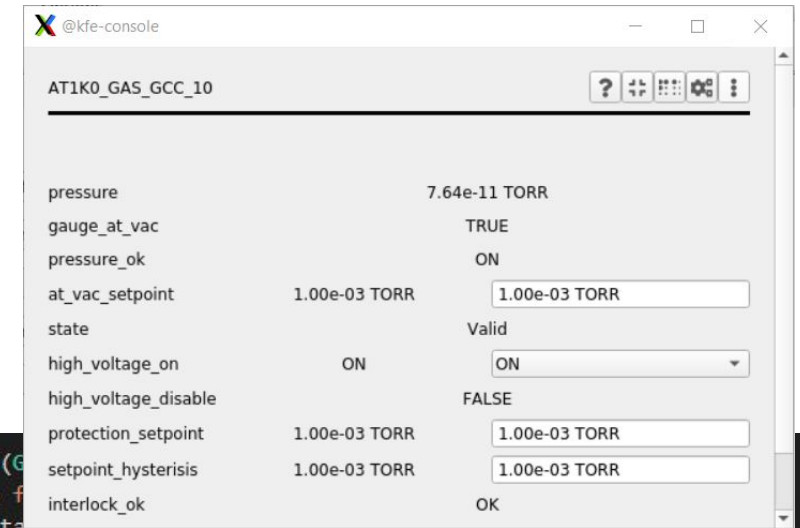 @kfe-console
AT1K0_GAS_GCC_10
?
pressure 7.64e-11 TORR
gauge_at_vac TRUE
pressure_ok ON
at_vac_setpoint 1.00e-03 TORR 1.00e-03 TORR
state Valid
high_voltage_on ON ON
high_voltage_disable FALSE
protection_setpoint 1.00e-03 TORR 1.00e-03 TORR
setpoint_hysterisis 1.00e-03 TORR 1.00e-03 TORR
interlock_ok OK